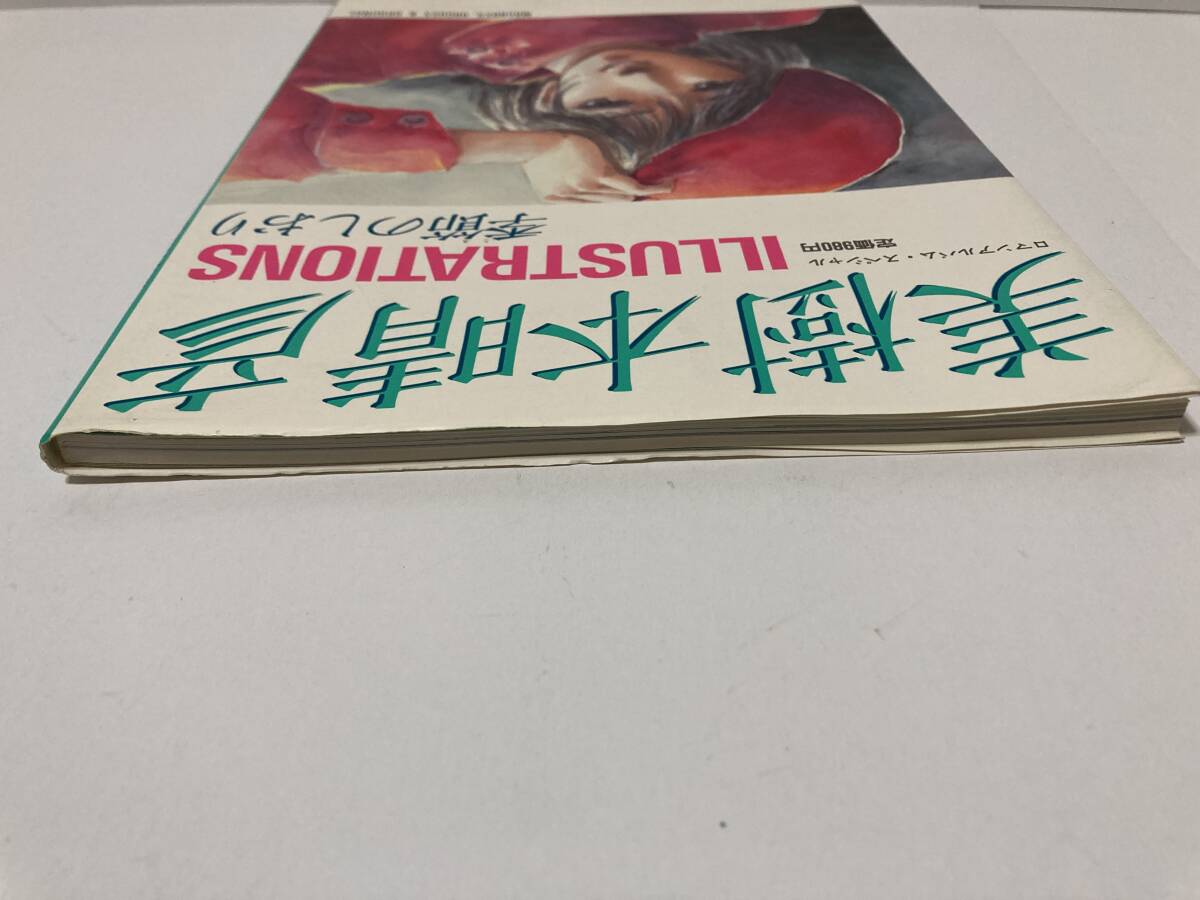 美樹本晴彦
ロマンアルバム・スペシャル
定価980円
ILLUSTRATIONS
季節のしおり